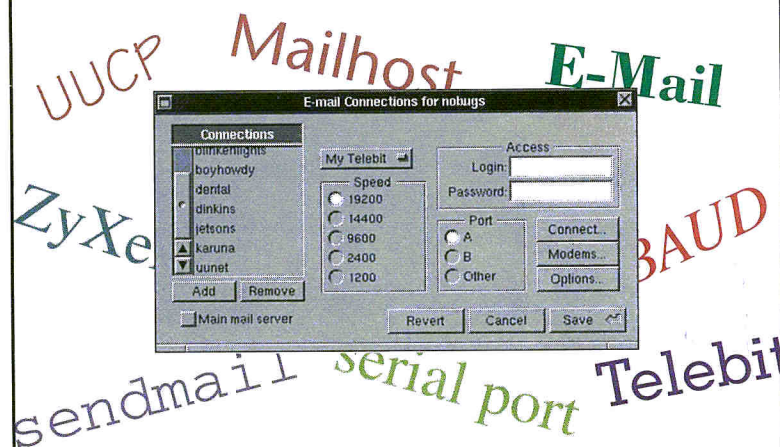 UUCP
Mailhost
E-Mail
E-mail Connections for nobugs
Connections
blinkenlights
boyhowdy
dental
dinkins
jetsons
karuna
uunet
Add Remove
Main mail server
My Telebit
Speed
19200
14400
9600
2400
1200
Access
Login:
Password:
Port
A
B
Other
Connect...
Modems...
Options...
Revert Cancel Save
ZyXe
BAUD
sendmail
serial port
Telebit